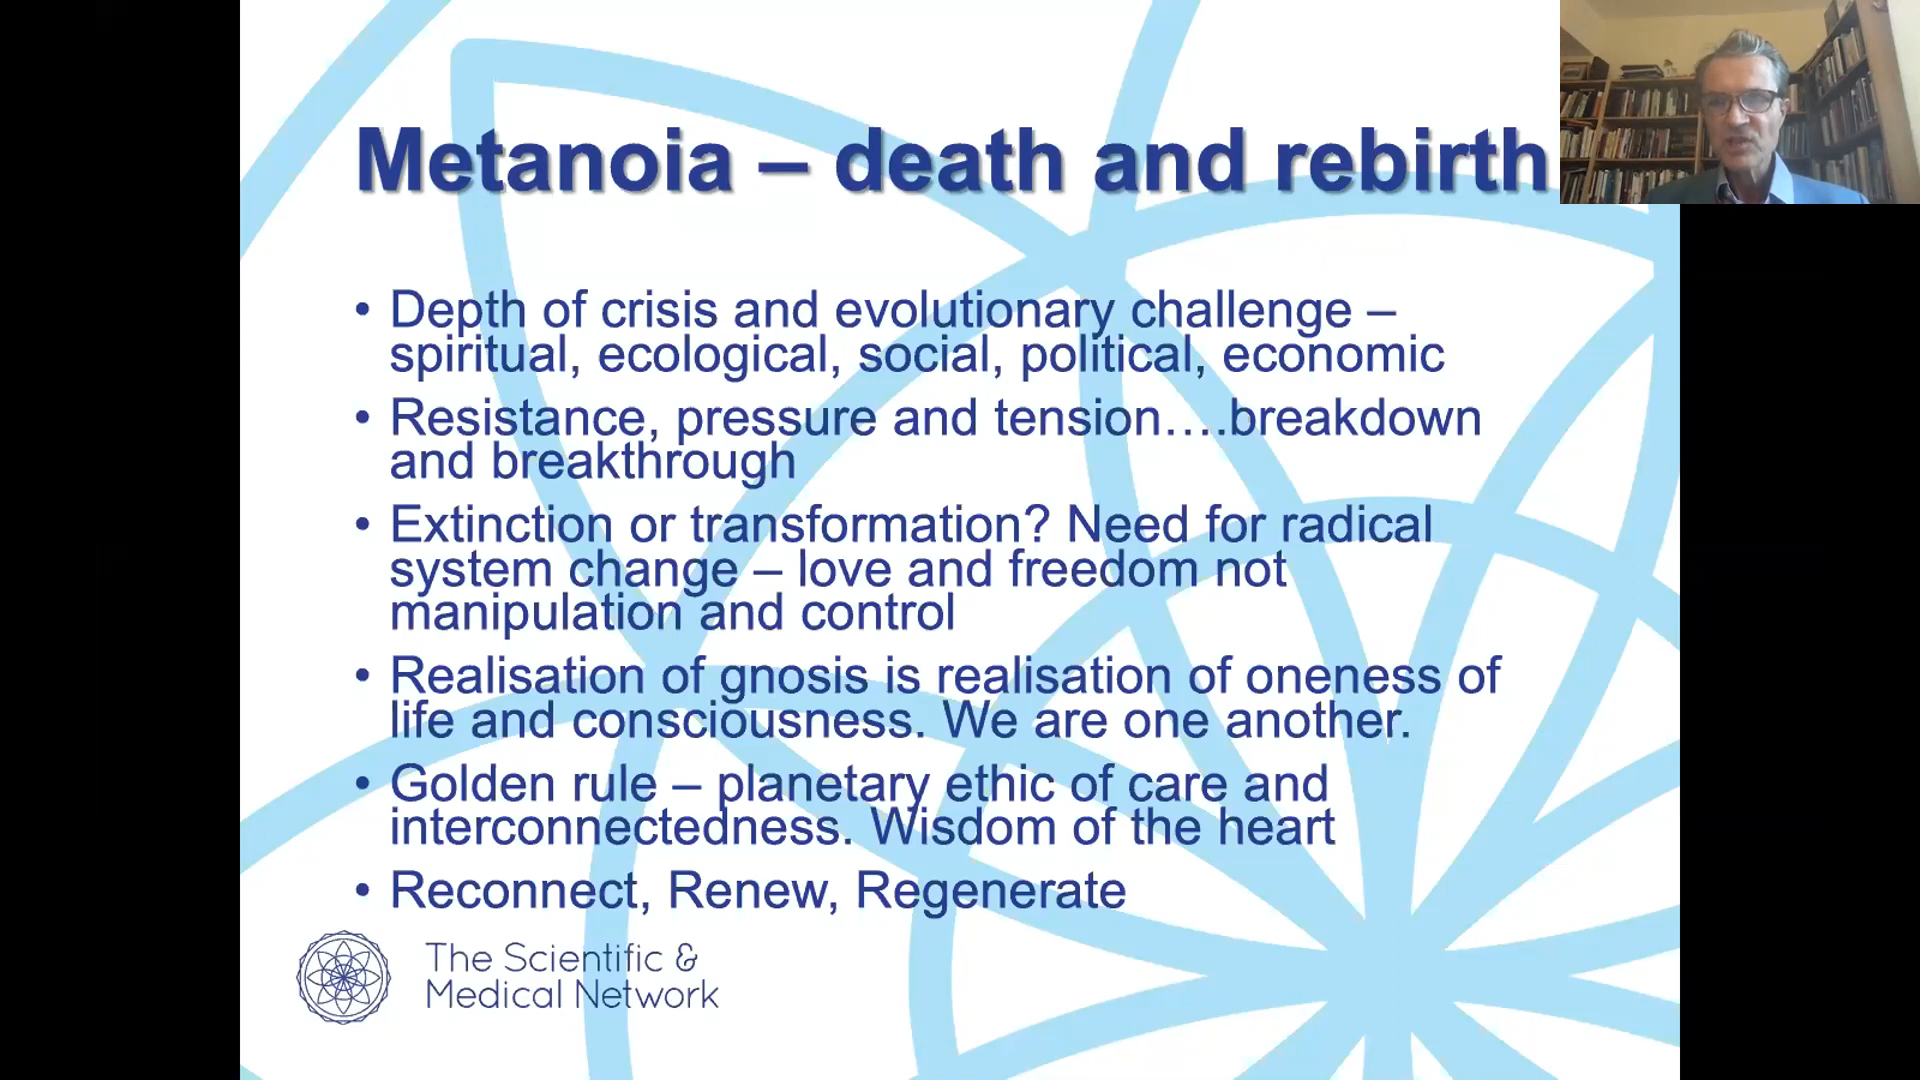 Metanoia – death and rebirth
• Depth of crisis and evolutionary challenge –
spiritual, ecological, social, political, economic
• Resistance, pressure and tension….breakdown
and breakthrough
• Extinction or transformation? Need for radical
system change – love and freedom not
manipulation and control
• Realisation of gnosis is realisation of oneness of
life and consciousness. We are one another.
• Golden rule – planetary ethic of care and
interconnectedness. Wisdom of the heart
• Reconnect, Renew, Regenerate
The Scientific &
Medical Network